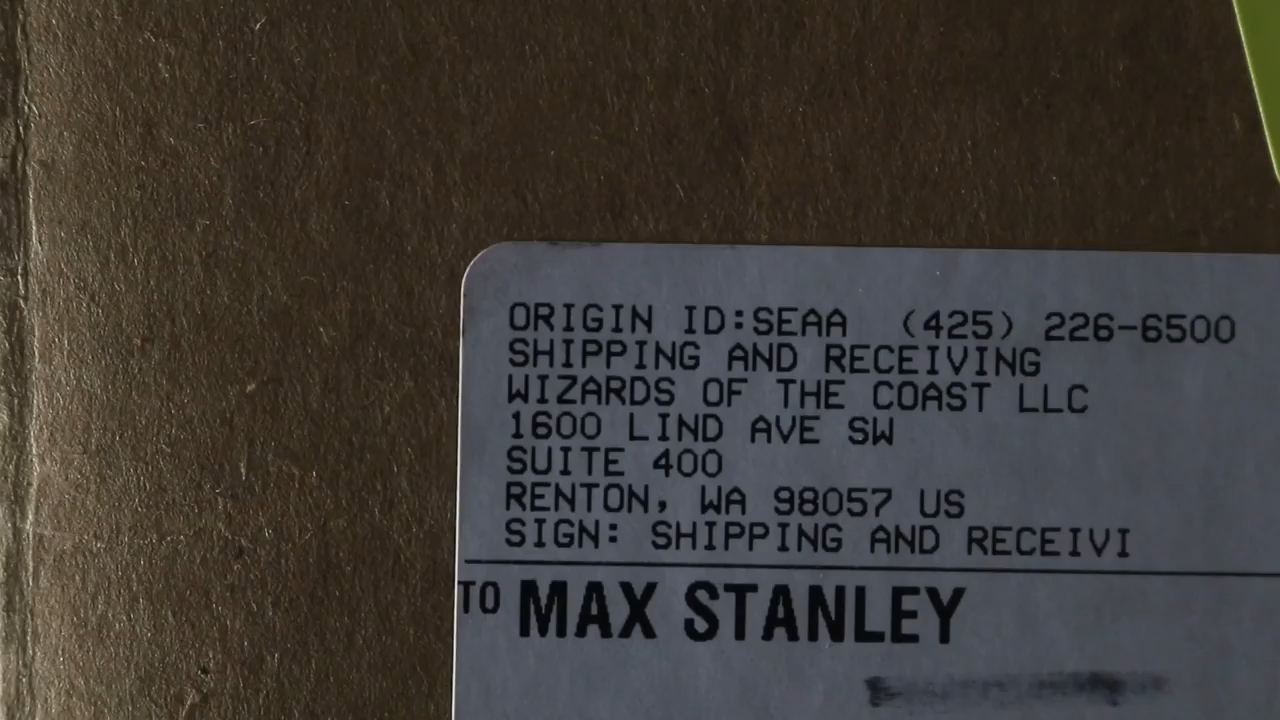 ORIGIN ID:SEAA (425) 226-6500
SHIPPING AND RECEIVING
WIZARDS OF THE COAST LLC
1600 LIND AVE SW
SUITE 400
RENTON, WA 98057 US
SIGN: SHIPPING AND RECEIVI
TO MAX STANLEY